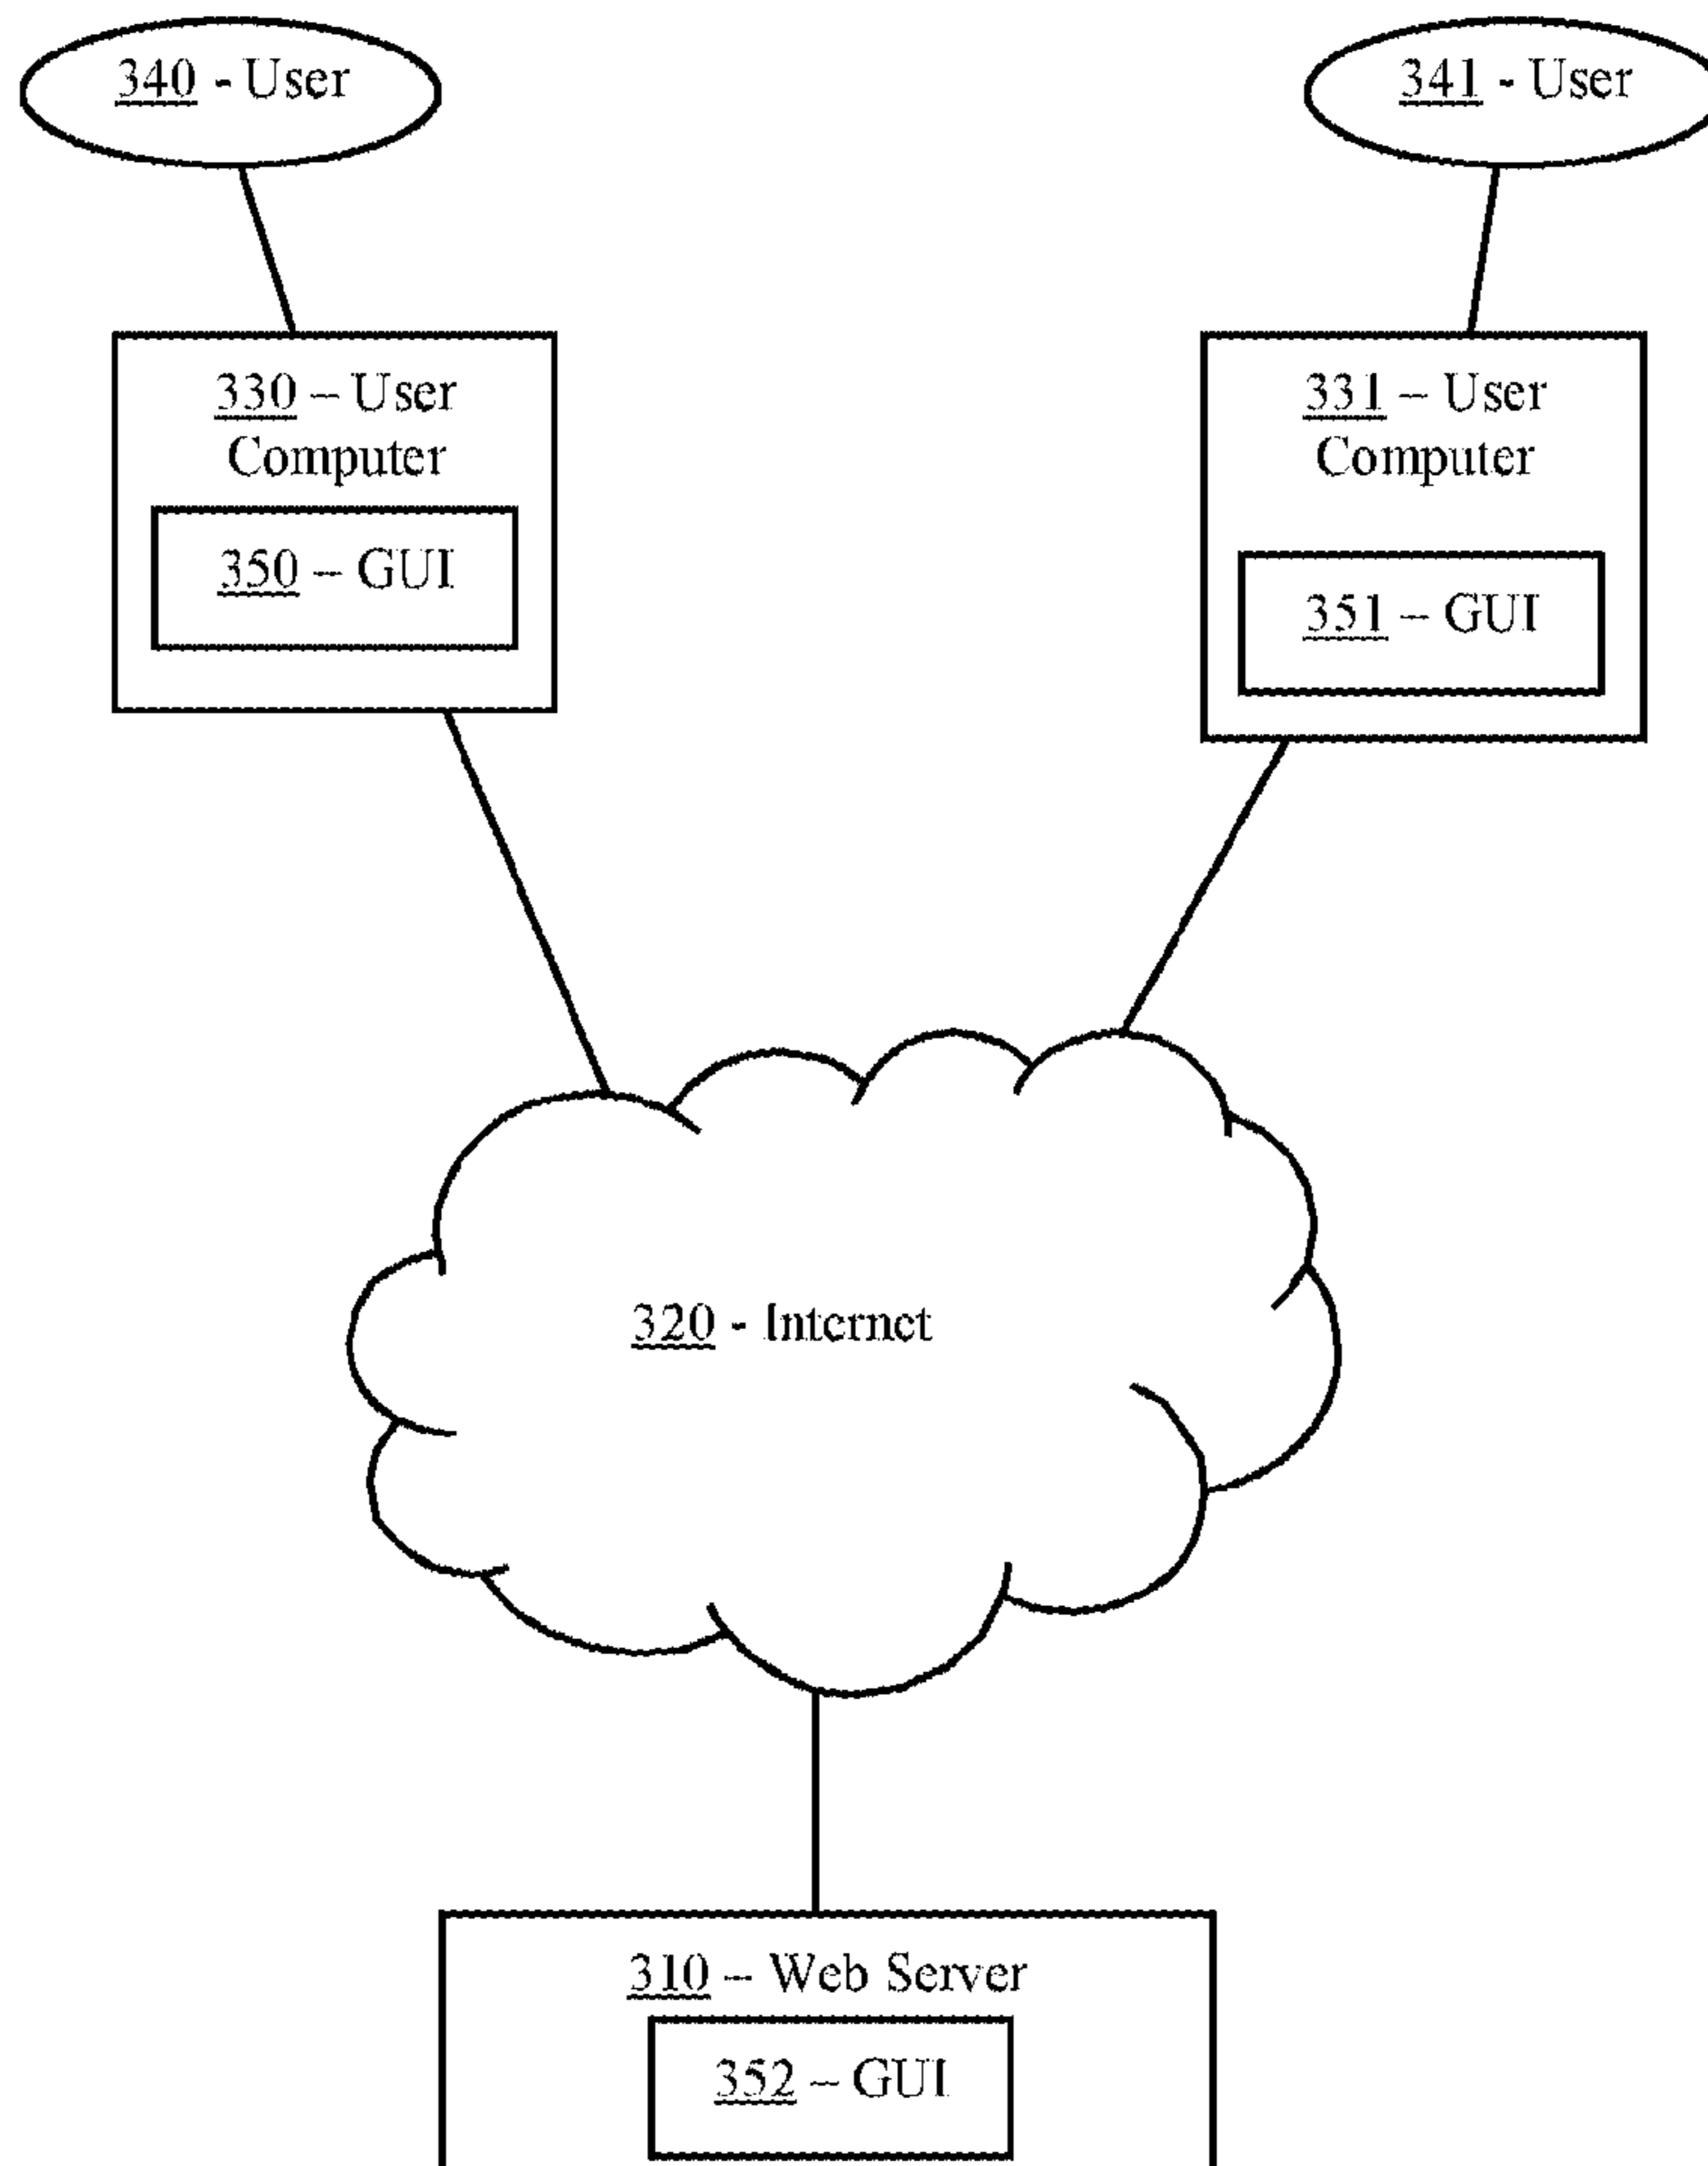 340 - User
341 - User
330 – User
Computer
350 – GUI
331 – User
Computer
351 – GUI
320 - Internet
310 – Web Server
352 – GUI